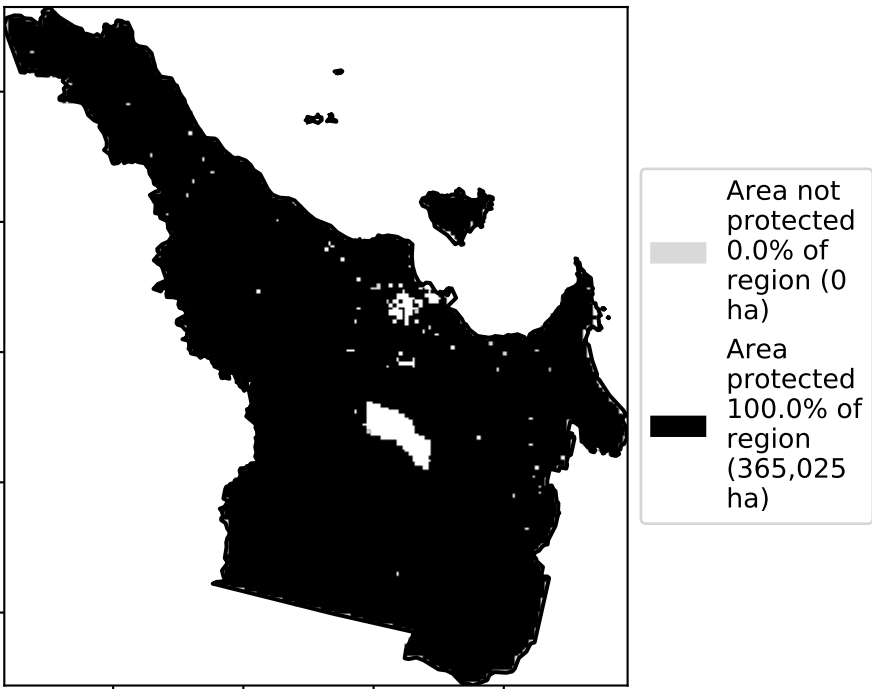 Area not
protected
0.0% of
region (0
ha)
Area
protected
100.0% of
region
(365,025
ha)